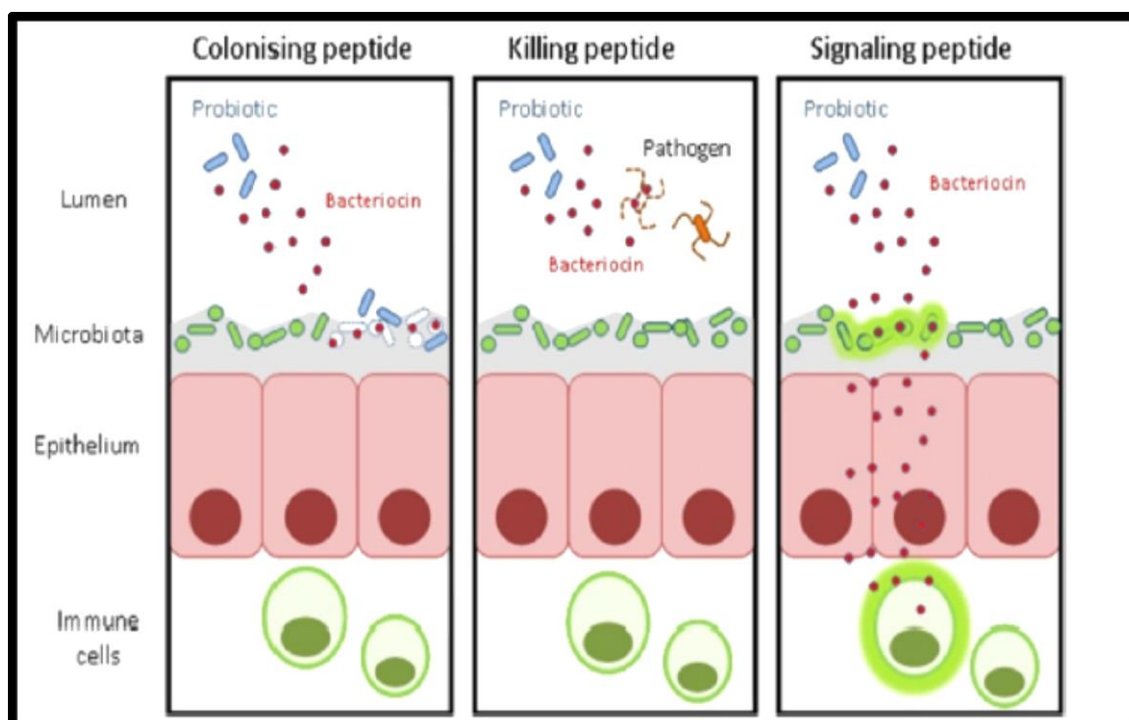 Colonising peptide
Killing peptide
Signaling peptide
Probiotic
Probiotic
Probiotic
Pathogen
Lumen
Bacteriocin
Bacteriocin
Bacteriocin
Microbiota
Epithelium
Immune
cells